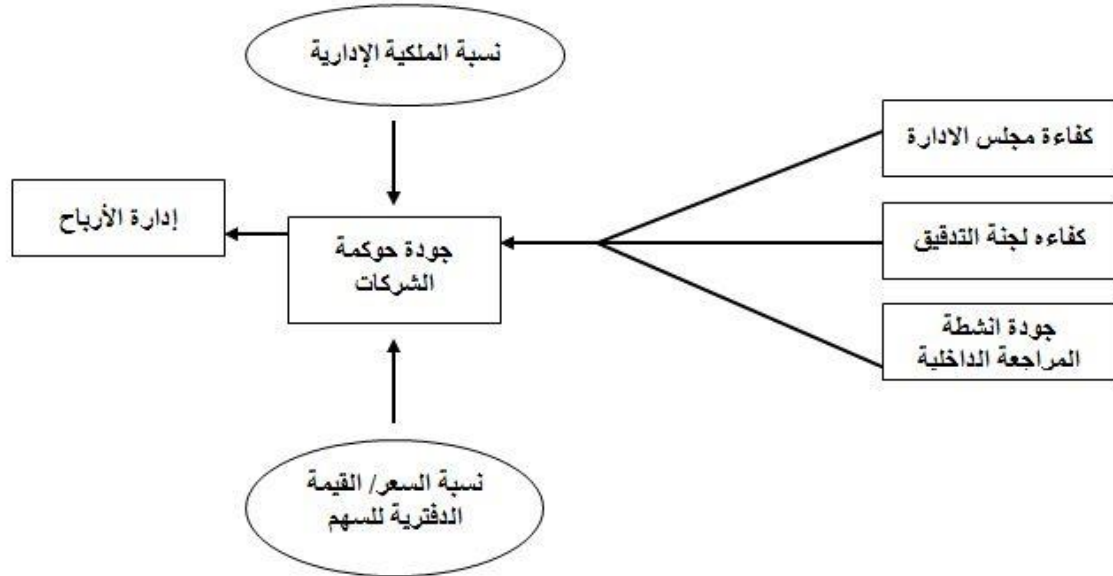 نسبة الملكية الإدارية
كفاءة مجلس الادارة
كفاءه لجنة التدقيق
جودة انشطة
المراجعة الداخلية
جودة حوكمة
الشركات
إدارة الأرباح
نسبة السعر/ القيمة
الدفترية للسهم